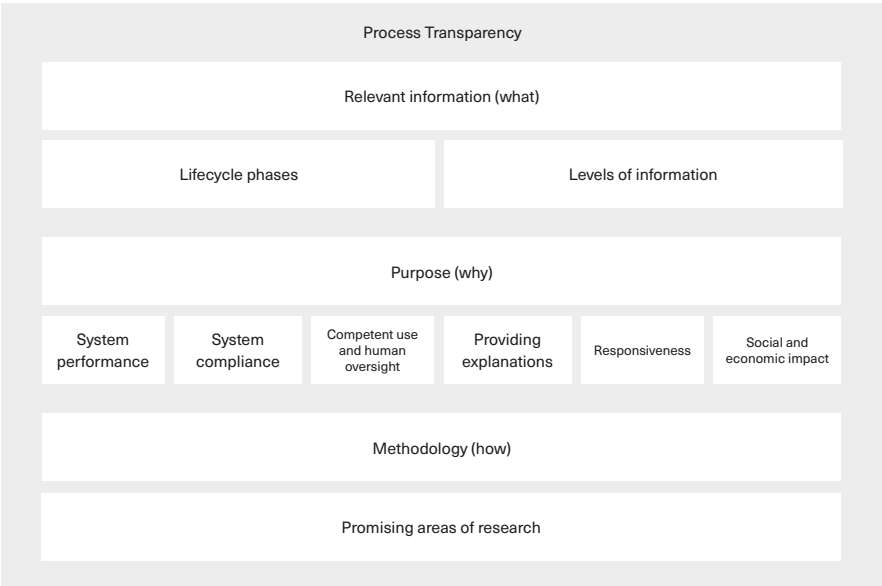 Process Transparency
Relevant information (what)
Lifecycle phases
Levels of information
Purpose (why)
System
performance
System
compliance
Competent use
and human
oversight
Providing
explanations
Responsiveness
Social and
economic impact
Methodology (how)
Promising areas of research